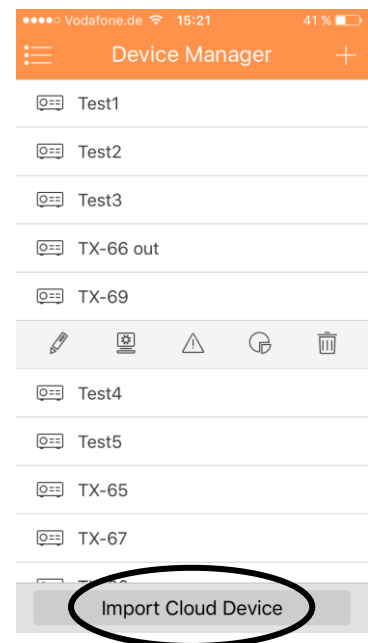 Vodafone.de 15:21 41 %
Device Manager
Test1
Test2
Test3
TX-66 out
TX-69
Test4
Test5
TX-65
TX-67
Import Cloud Device